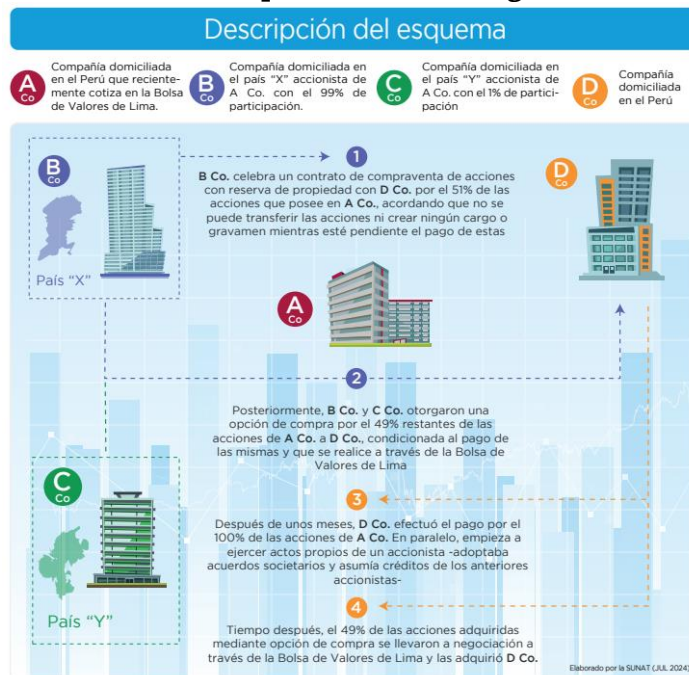 Descripción del esquema
A
Co
Compañía domiciliada
en el Perú que reciente-
mente cotiza en la Bolsa
de Valores de Lima.
B
Co
Compañía domiciliada en
el país "X" accionista de
A Co. con el 99% de
participación.
C
Co
Compañía domiciliada en
el país "Y" accionista de
A Co. con el 1% de partici-
pación
D
Co
Compañía
domiciliada
en el Perú
B
Co
País "X"
1
B Co. celebra un contrato de compraventa de acciones
con reserva de propiedad con D Co. por el 51% de las
acciones que posee en A Co., acordando que no se
puede transferir las acciones ni crear ningún cargo o
gravamen mientras esté pendiente el pago de estas
D
Co
A
Co
2
Posteriormente, B Co. y C Co. otorgaron una
opción de compra por el 49% restantes de las
acciones de A Co. a D Co., condicionada al pago de
las mismas y que se realice a través de la Bolsa de
Valores de Lima
C
Co
País "Y"
3
Después de unos meses, D Co. efectuó el pago por el
100% de las acciones de A Co. En paralelo, empieza a
ejercer actos propios de un accionista -adoptaba
acuerdos societarios y asumía créditos de los anteriores
accionistas-
4
Tiempo después, el 49% de las acciones adquiridas
mediante opción de compra se llevaron a negociación a
través de la Bolsa de Valores de Lima y las adquirió D Co.
Elaborado por la SUNAT (JUL 2024)